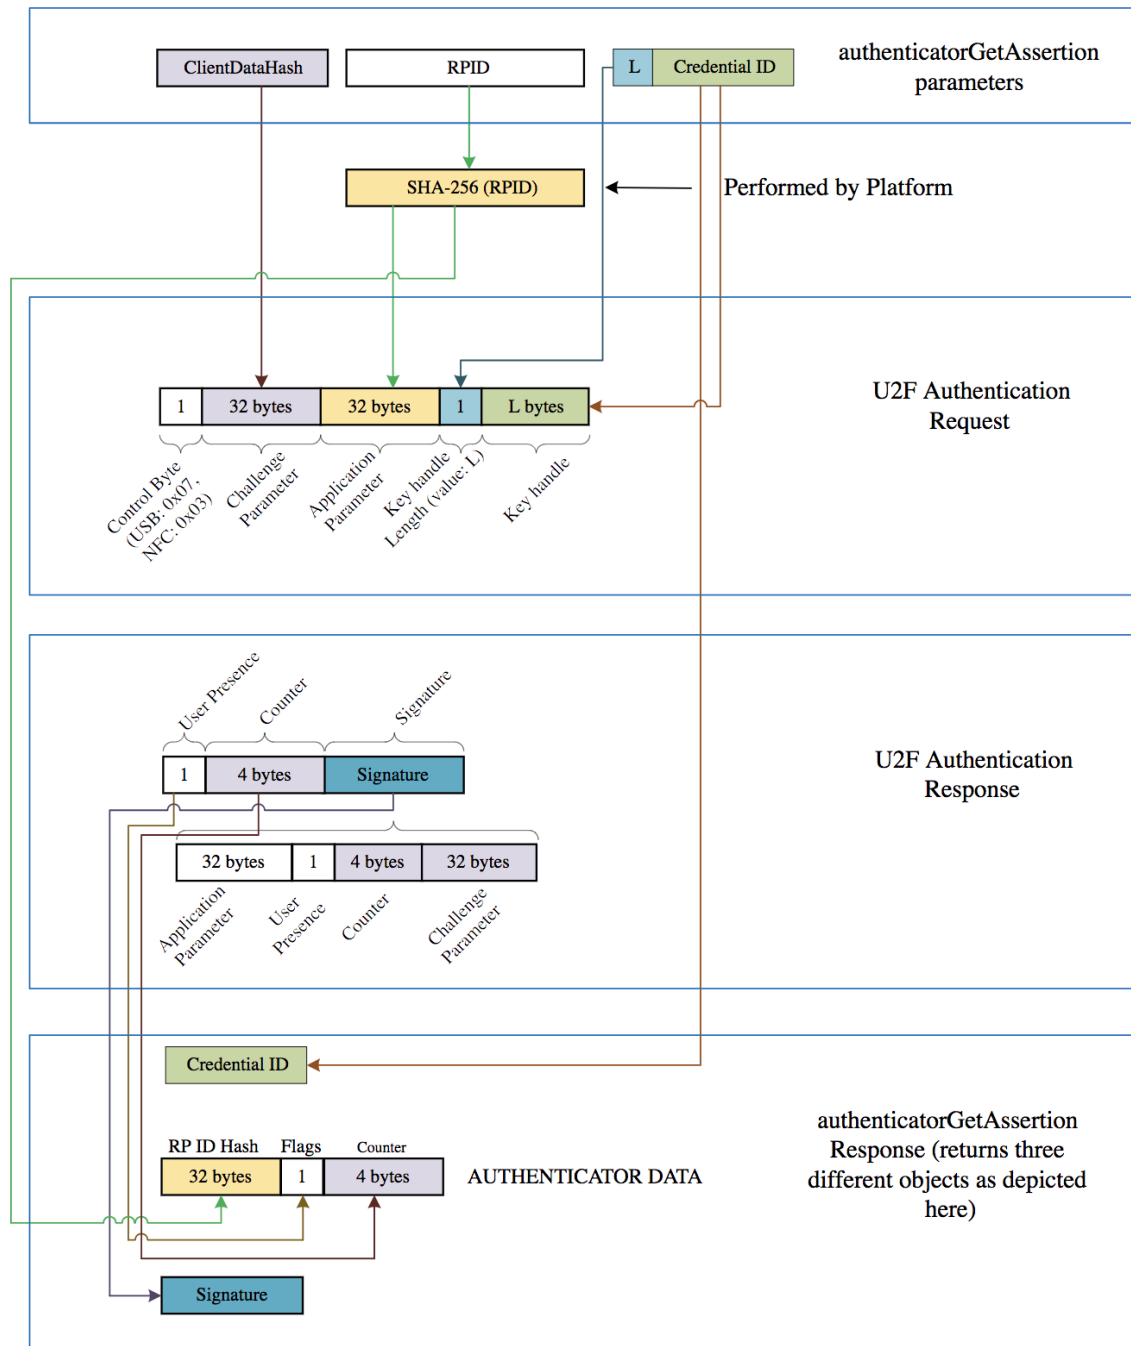 ClientDataHash
RPID
L
Credential ID
authenticatorGetAssertion
parameters
SHA-256 (RPID)
Performed by Platform
1
32 bytes
32 bytes
1
L bytes
U2F Authentication
Request
Control Byte
(USB: 0x07,
NFC: 0x03)
Challenge
Parameter
Application
Parameter
Key handle
Length (value: L)
Key handle
User Presence
Counter
Signature
1
4 bytes
Signature
U2F Authentication
Response
32 bytes
1
4 bytes
32 bytes
Application
Parameter
User
Presence
Counter
Challenge
Parameter
Credential ID
RP ID Hash
Flags
Counter
32 bytes
1
4 bytes
AUTHENTICATOR DATA
authenticatorGetAssertion
Response (returns three
different objects as depicted
here)
Signature